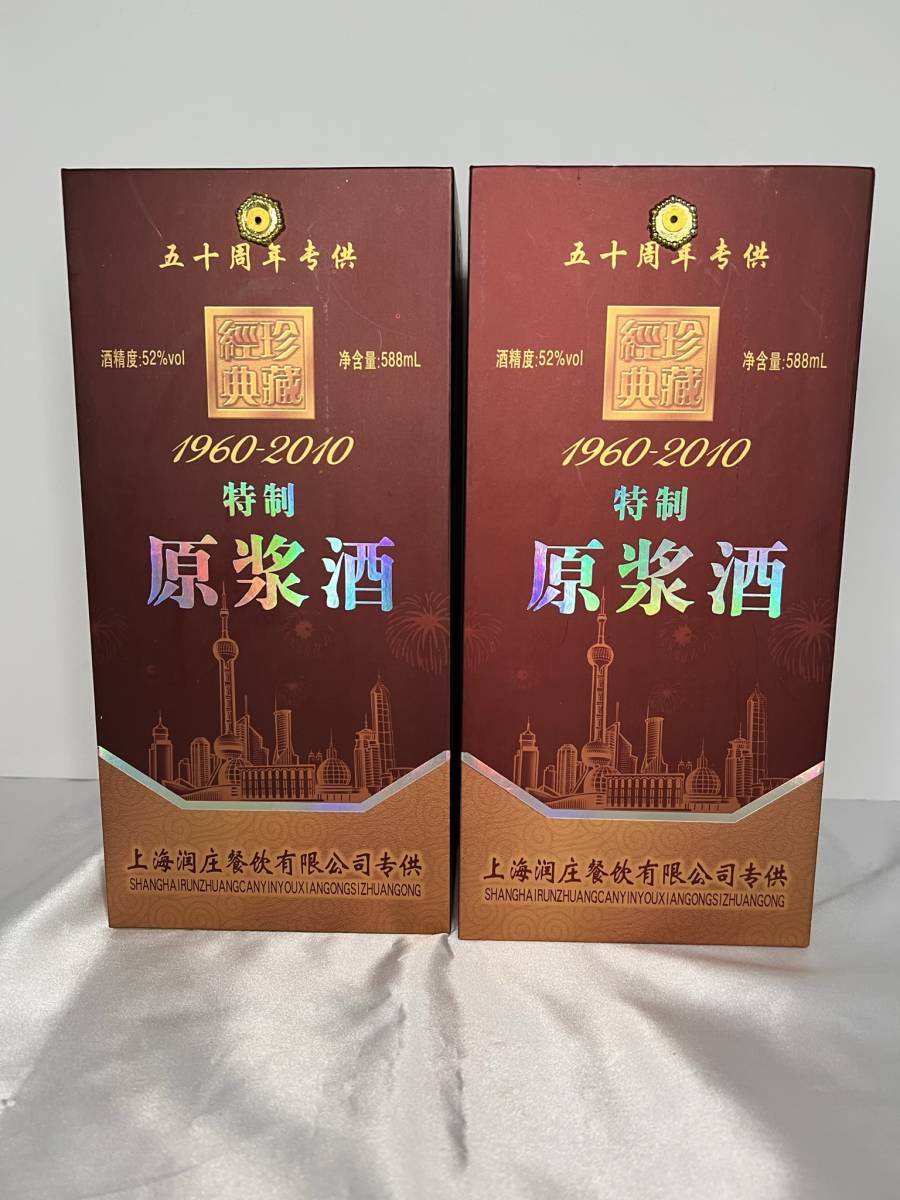 五十周年专供
酒精度:52%vol
經珍
典藏
净含量:588mL
1960-2010
特制
原浆酒
上海润庄餐饮有限公司专供
SHANGHAIRUNZHUANGCANYINYOUXIANGONGSIZHUANGONG
五十周年专供
酒精度:52%vol
經珍
典藏
净含量:588mL
1960-2010
特制
原浆酒
上海润庄餐饮有限公司专供
SHANGHAIRUNZHUANGCANYINYOUXIANGONGSIZHUANGONG